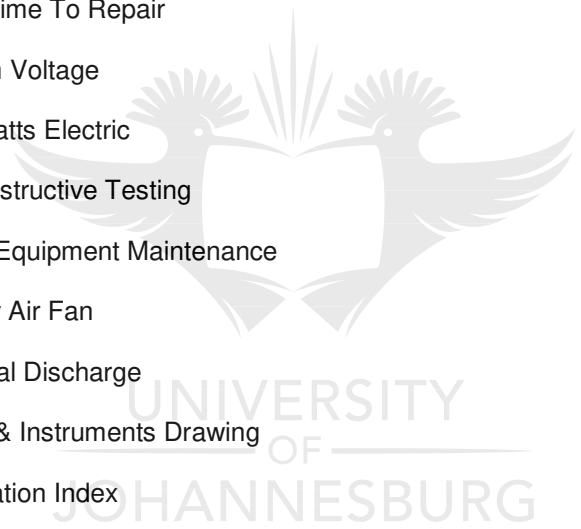 ime To Repair
Voltage
atts Electric
structive Testing
Equipment Maintenance
Air Fan
al Discharge
UNIVERSITY
& Instruments Drawing
OF
ation Index
JOHANNESBURG